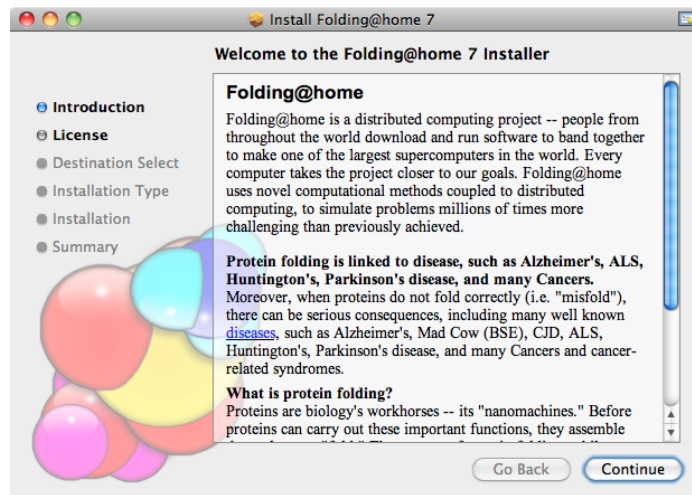 Install Folding@home 7
Welcome to the Folding@home 7 Installer
Introduction
License
Destination Select
Installation Type
Installation
Summary
Folding@home
Folding@home is a distributed computing project -- people from
throughout the world download and run software to band together
to make one of the largest supercomputers in the world. Every
computer takes the project closer to our goals. Folding@home
uses novel computational methods coupled to distributed
computing, to simulate problems millions of times more
challenging than previously achieved.
Protein folding is linked to disease, such as Alzheimer's, ALS,
Huntington's, Parkinson's disease, and many Cancers.
Moreover, when proteins do not fold correctly (i.e. "misfold"),
there can be serious consequences, including many well known
diseases, such as Alzheimer's, Mad Cow (BSE), CJD, ALS,
Huntington's, Parkinson's disease, and many Cancers and cancer-
related syndromes.
What is protein folding?
Proteins are biology's workhorses -- its "nanomachines." Before
proteins can carry out these important functions, they assemble
Go Back
Continue